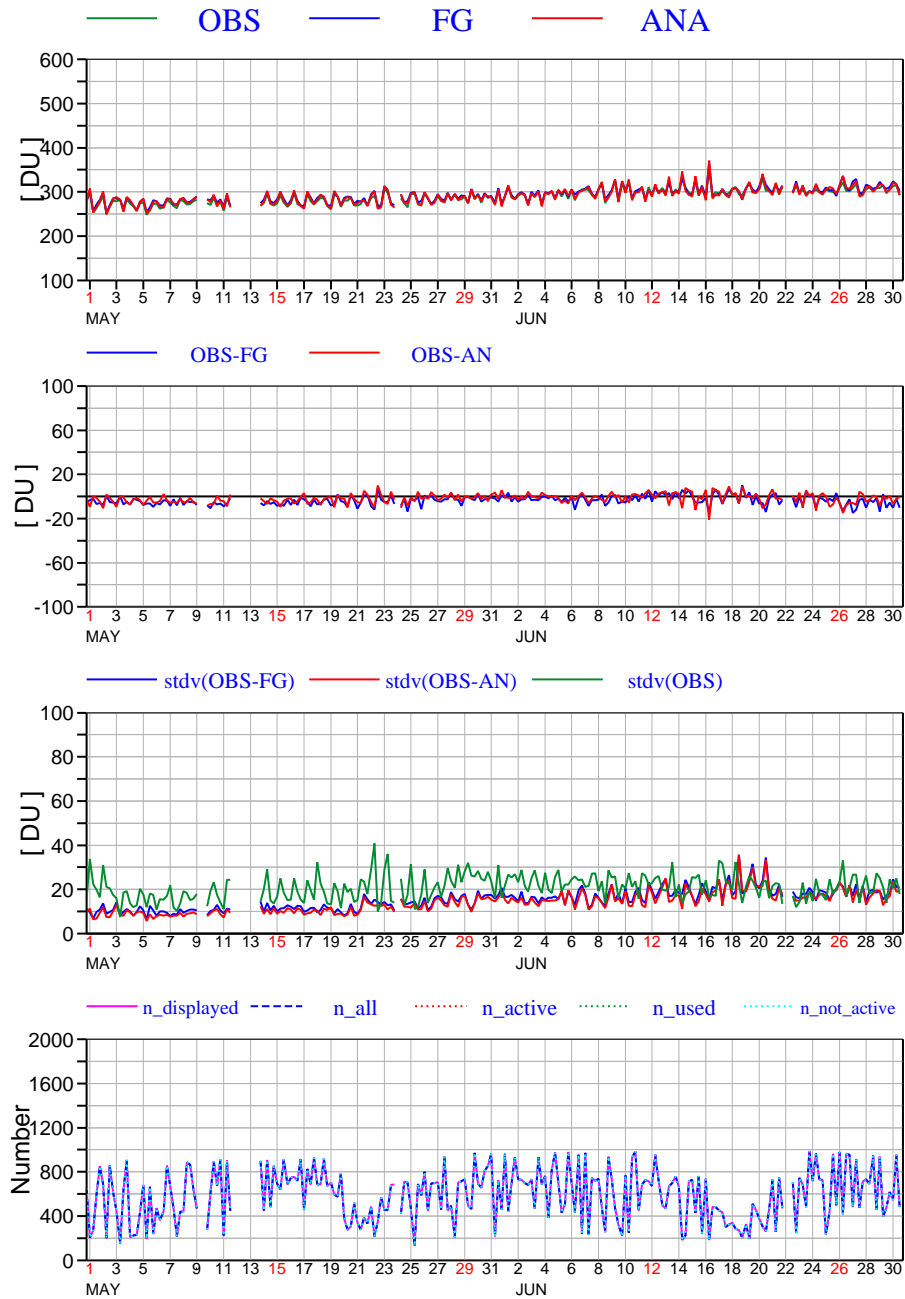 OBS FG ANA
600
500
400
300
200
100
[ DU ]
1 3 5 7 9 11 13 15 17 19 21 23 25 27 29 31 2 4 6 8 10 12 14 16 18 20 22 24 26 28 30
MAY JUN
OBS-FG OBS-AN
100
60
20
-20
-60
-100
[ DU ]
1 3 5 7 9 11 13 15 17 19 21 23 25 27 29 31 2 4 6 8 10 12 14 16 18 20 22 24 26 28 30
MAY JUN
stdv(OBS-FG) stdv(OBS-AN) stdv(OBS)
100
80
60
40
20
0
[ DU ]
1 3 5 7 9 11 13 15 17 19 21 23 25 27 29 31 2 4 6 8 10 12 14 16 18 20 22 24 26 28 30
MAY JUN
n_displayed n_all n_active n_used n_not_active
2000
1600
1200
800
400
0
Number
1 3 5 7 9 11 13 15 17 19 21 23 25 27 29 31 2 4 6 8 10 12 14 16 18 20 22 24 26 28 30
MAY JUN